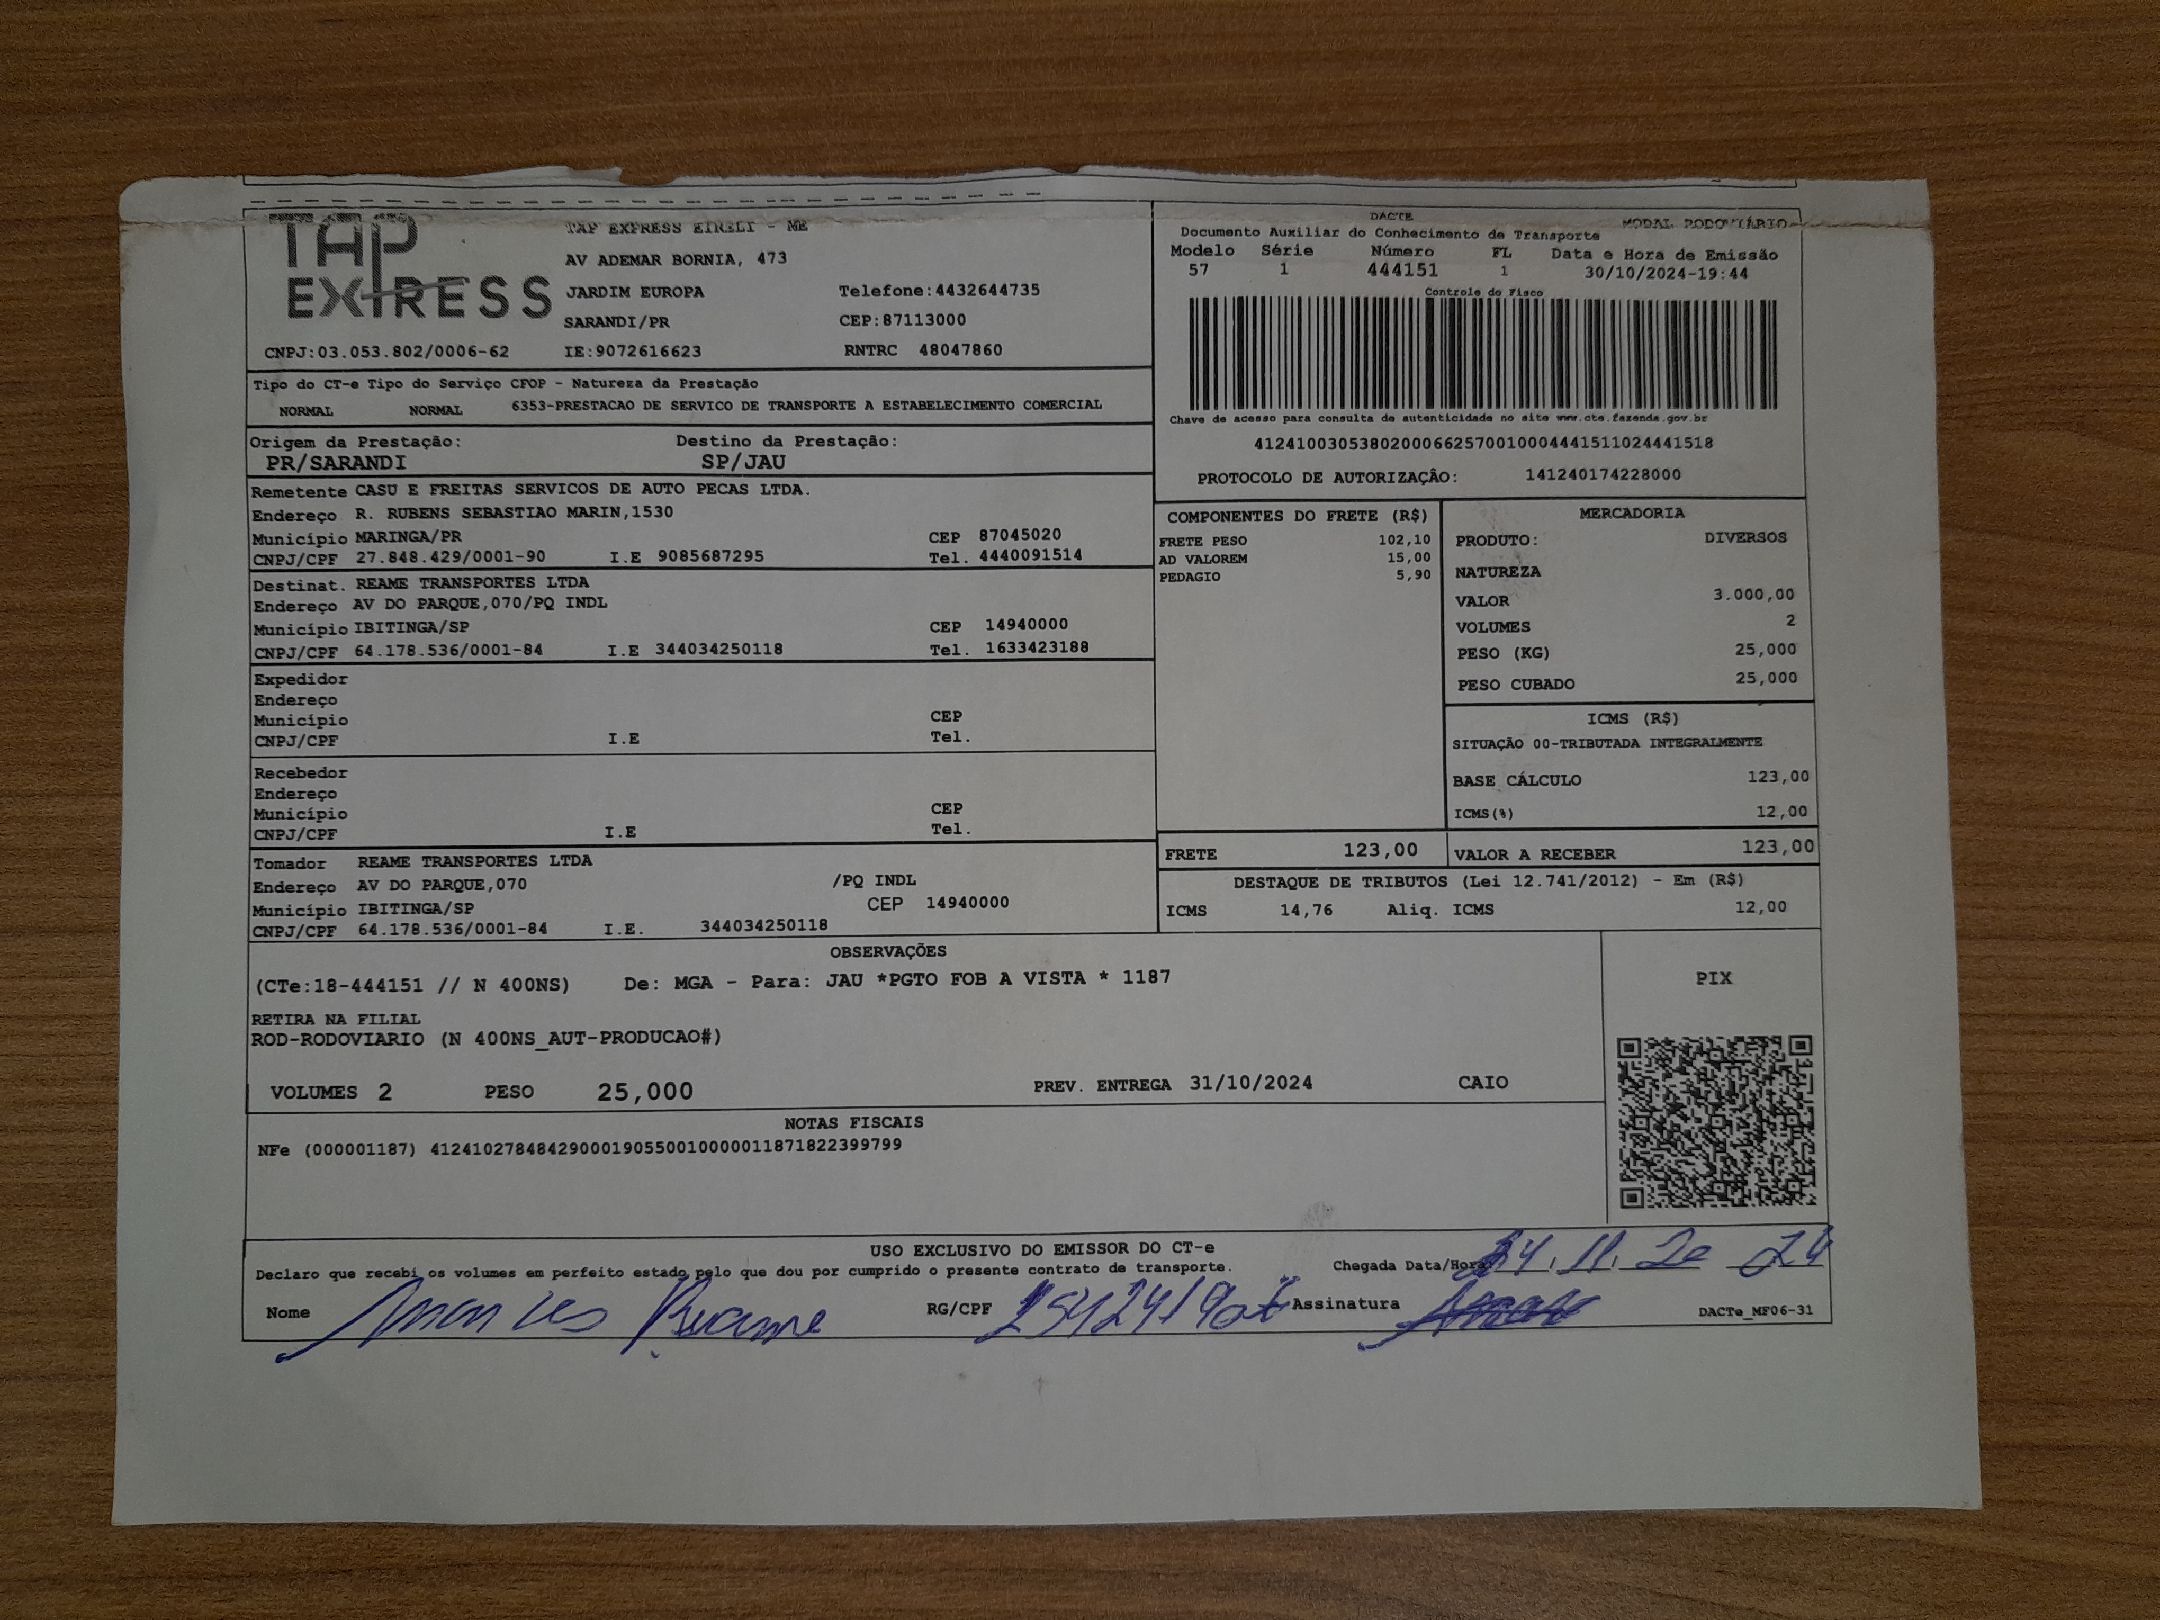 TAP
EXPRESS
TAP EXPRESS EIRELI - ME
AV ADEMAR BORNIA, 473
JARDIM EUROPA Telefone:4432644735
SARANDI/PR CEP:87113000
CNPJ:03.053.802/0006-62 IE:9072616623 RNTRC 48047860
DACTE MODAL RODOVIÁRIO
Documento Auxiliar do Conhecimento de Transporte
Modelo Série Número FL Data e Hora de Emissão
57 1 444151 1 30/10/2024-19:44
Controle do Fisco
Chave de acesso para consulta de autenticidade no site www.cte.fazenda.gov.br
41241003053802000662570010004441511024441518
PROTOCOLO DE AUTORIZAÇÂO: 141240174228000
Tipo do CT-e Tipo do Serviço CFOP - Natureza da Prestação
NORMAL NORMAL 6353-PRESTACAO DE SERVICO DE TRANSPORTE A ESTABELECIMENTO COMERCIAL
Origem da Prestação: Destino da Prestação:
PR/SARANDI SP/JAU
Remetente CASU E FREITAS SERVICOS DE AUTO PECAS LTDA.
Endereço R. RUBENS SEBASTIAO MARIN,1530
Município MARINGA/PR CEP 87045020
CNPJ/CPF 27.848.429/0001-90 I.E 9085687295 Tel. 4440091514
Destinat. REAME TRANSPORTES LTDA
Endereço AV DO PARQUE,070/PQ INDL
Município IBITINGA/SP CEP 14940000
CNPJ/CPF 64.178.536/0001-84 I.E 344034250118 Tel. 1633423188
Expedidor
Endereço
Município CEP
CNPJ/CPF I.E Tel.
Recebedor
Endereço
Município CEP
CNPJ/CPF I.E Tel.
Tomador REAME TRANSPORTES LTDA
Endereço AV DO PARQUE,070 /PQ INDL
Município IBITINGA/SP CEP 14940000
CNPJ/CPF 64.178.536/0001-84 I.E. 344034250118
COMPONENTES DO FRETE (R$)
FRETE PESO 102,10
AD VALOREM 15,00
PEDAGIO 5,90
MERCADORIA
PRODUTO: DIVERSOS
NATUREZA
VALOR 3.000,00
VOLUMES 2
PESO (KG) 25,000
PESO CUBADO 25,000
ICMS (R$)
SITUAÇÃO 00-TRIBUTADA INTEGRALMENTE
BASE CÁLCULO 123,00
ICMS(%) 12,00
FRETE 123,00 VALOR A RECEBER 123,00
DESTAQUE DE TRIBUTOS (Lei 12.741/2012) - Em (R$)
ICMS 14,76 Aliq. ICMS 12,00
OBSERVAÇÕES
(CTe:18-444151 // N 400NS) De: MGA - Para: JAU *PGTO FOB A VISTA * 1187
RETIRA NA FILIAL
ROD-RODOVIARIO (N 400NS_AUT-PRODUCAO#)
VOLUMES 2 PESO 25,000 PREV. ENTREGA 31/10/2024 CAIO
PIX
NOTAS FISCAIS
NFe (000001187) 41241027848429000190550010000011871822399799
USO EXCLUSIVO DO EMISSOR DO CT-e
Declaro que recebi os volumes em perfeito estado pelo que dou por cumprido o presente contrato de transporte. Chegada Data/Hora 14.11.20 24
Nome RG/CPF Assinatura DACTe_MF06-31